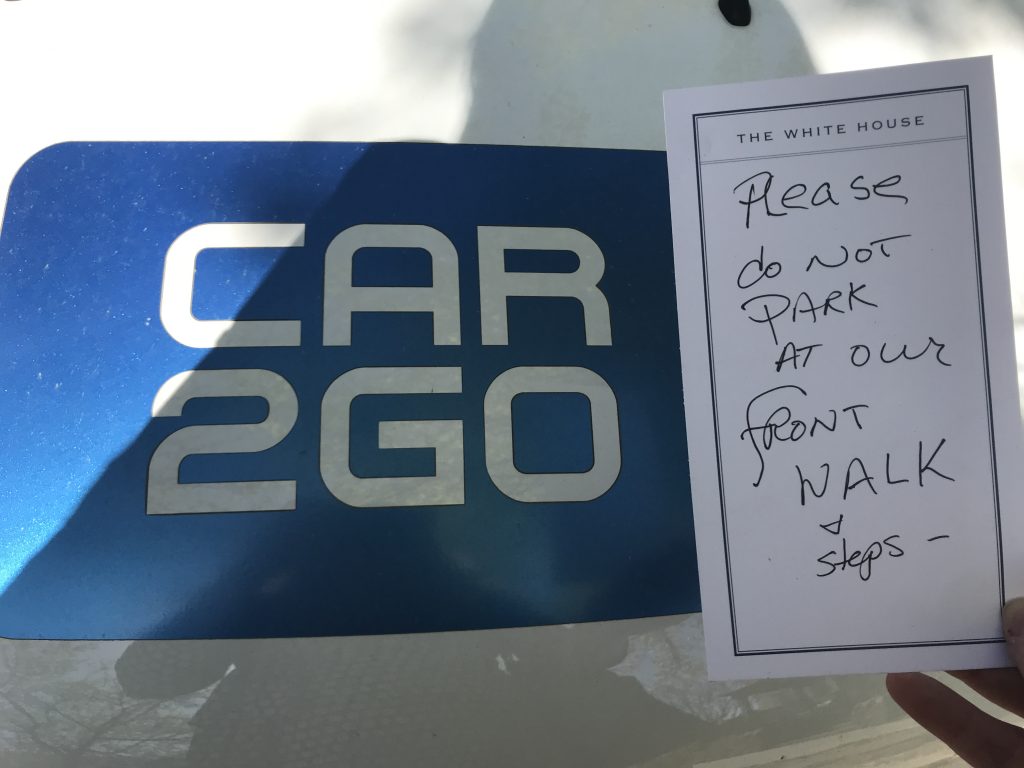 CAR
2GO
THE WHITE HOUSE
Please
do NOT
PARK
AT OUR
FRONT
WALK
&
steps –